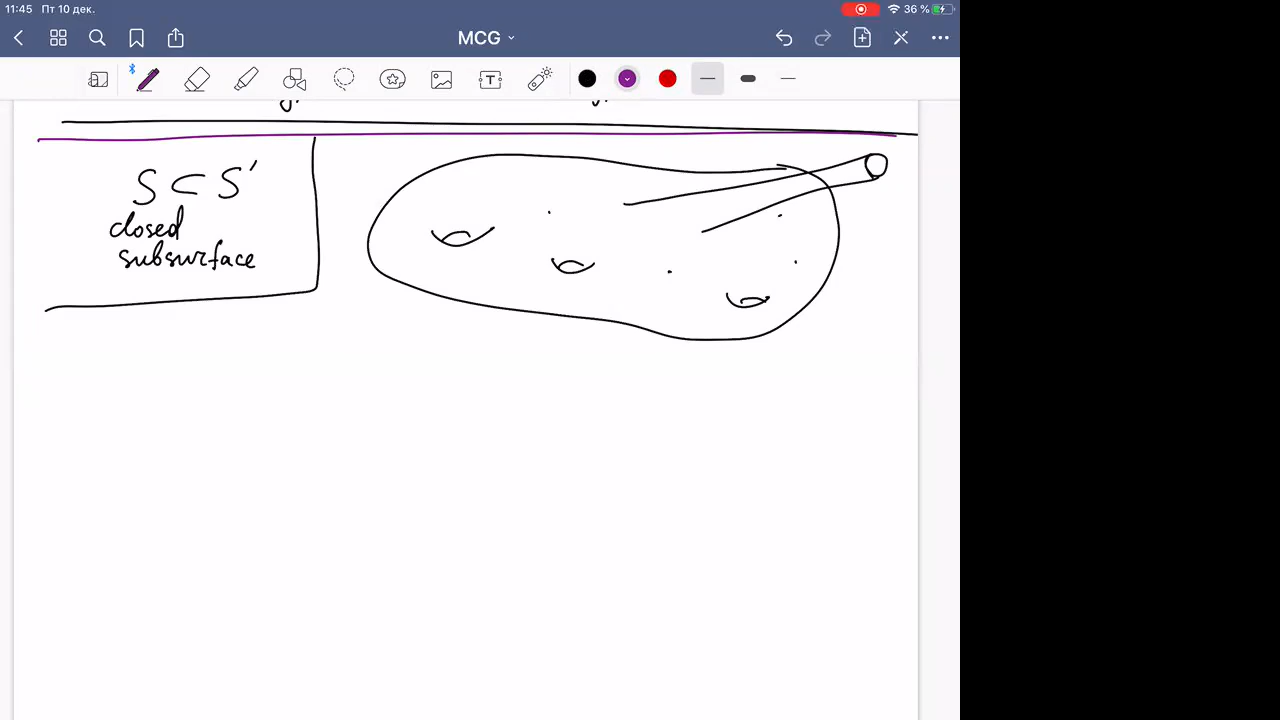 11:45 Пт 10 дек.
36 %
MCG
T
S ⊂ S′
closed
subsurface